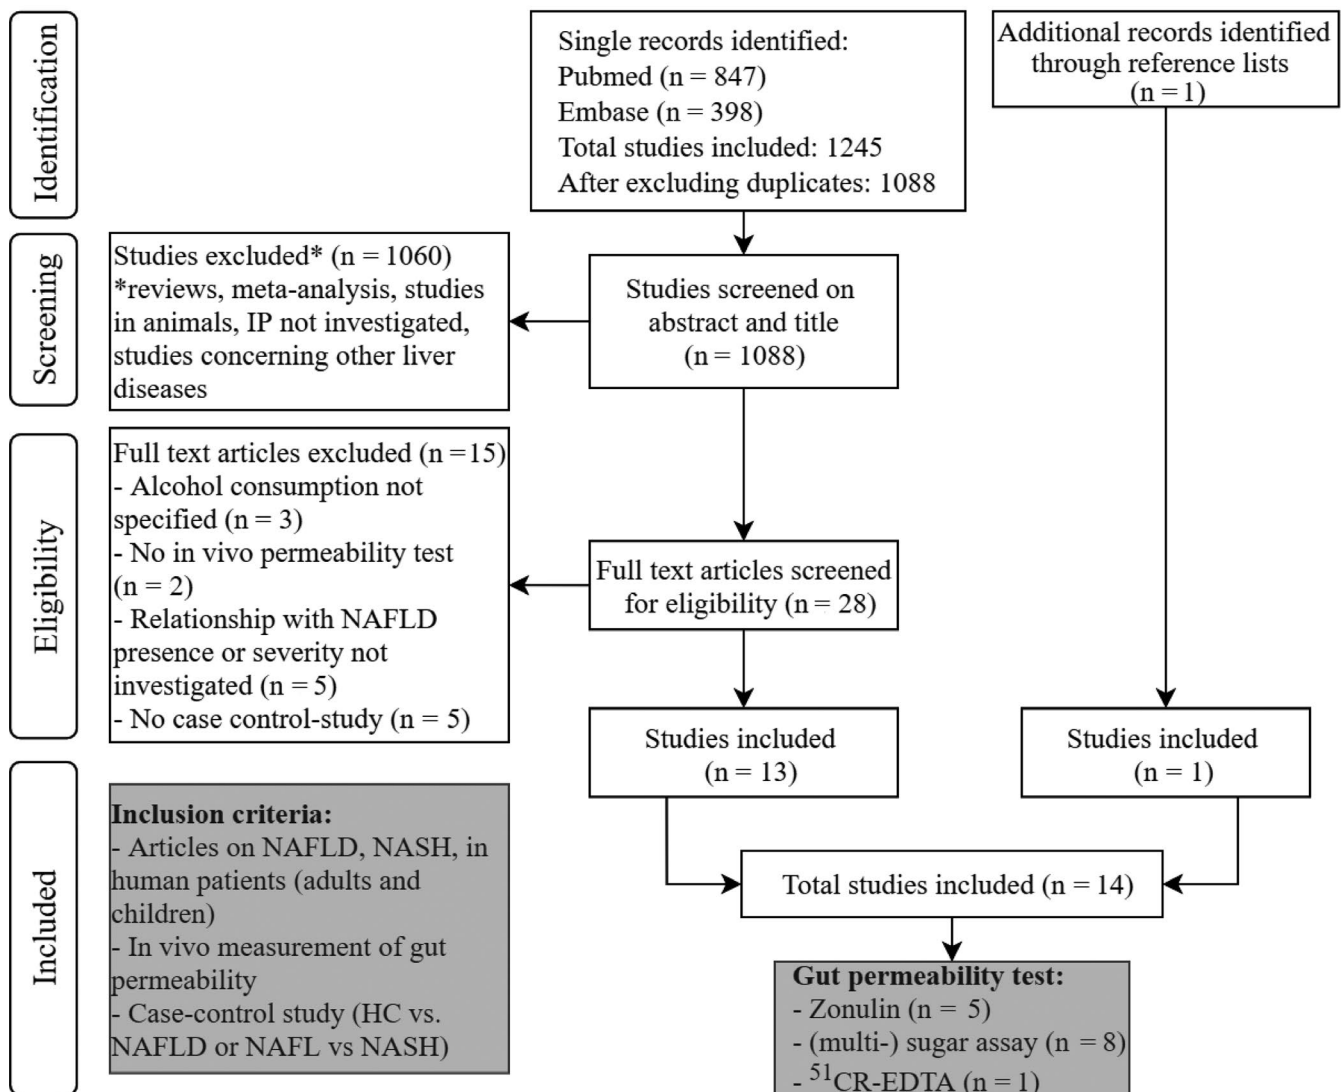 Identification
Single records identified:
Pubmed (n = 847)
Embase (n = 398)
Total studies included: 1245
After excluding duplicates: 1088
Additional records identified
through reference lists
(n = 1)
Screening
Studies excluded* (n = 1060)
*reviews, meta-analysis, studies
in animals, IP not investigated,
studies concerning other liver
diseases
Studies screened on
abstract and title
(n = 1088)
Eligibility
Full text articles excluded (n =15)
- Alcohol consumption not
specified (n = 3)
- No in vivo permeability test
(n = 2)
- Relationship with NAFLD
presence or severity not
investigated (n = 5)
- No case control-study (n = 5)
Full text articles screened
for eligibility (n = 28)
Studies included
(n = 13)
Studies included
(n = 1)
Included
Inclusion criteria:
- Articles on NAFLD, NASH, in
human patients (adults and
children)
- In vivo measurement of gut
permeability
- Case-control study (HC vs.
NAFLD or NAFL vs NASH)
Total studies included (n = 14)
Gut permeability test:
- Zonulin (n = 5)
- (multi-) sugar assay (n = 8)
- ⁵¹CR-EDTA (n = 1)